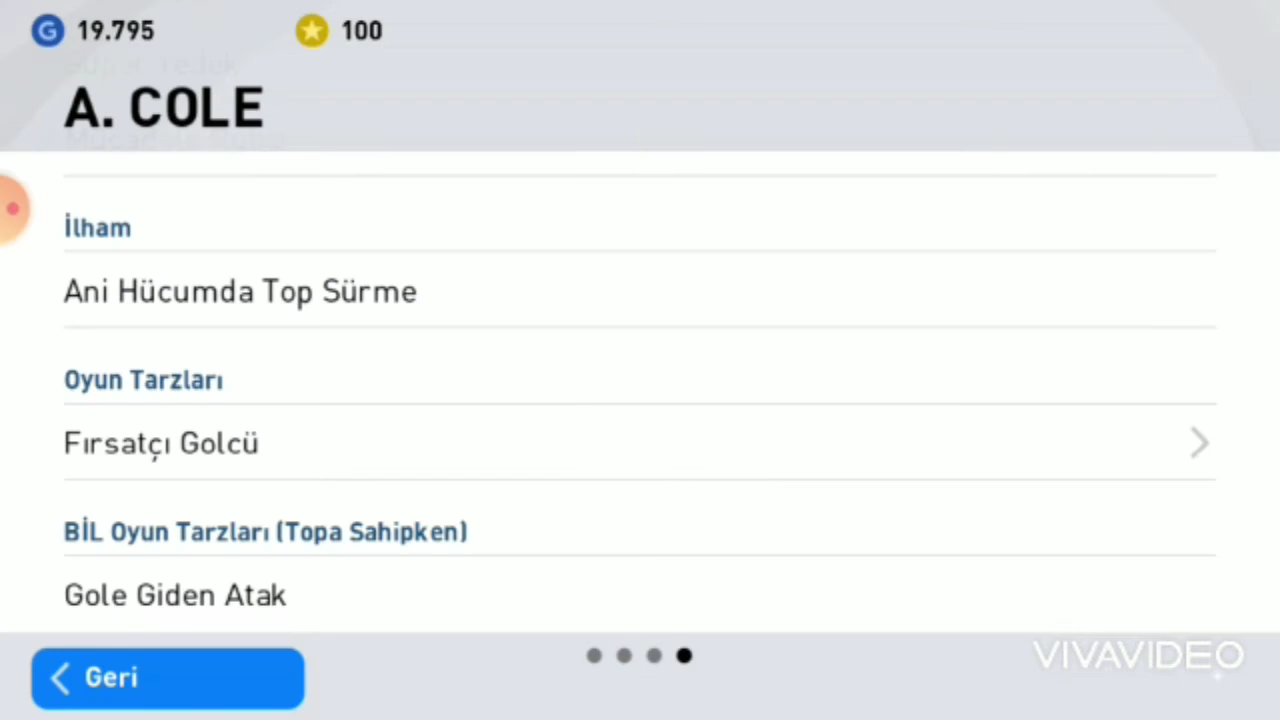 G 19.795 100
A. COLE
İlham
Ani Hücumda Top Sürme
Oyun Tarzları
Fırsatçı Golcü
BİL Oyun Tarzları (Topa Sahipken)
Gole Giden Atak
Geri
VIVAVIDEO